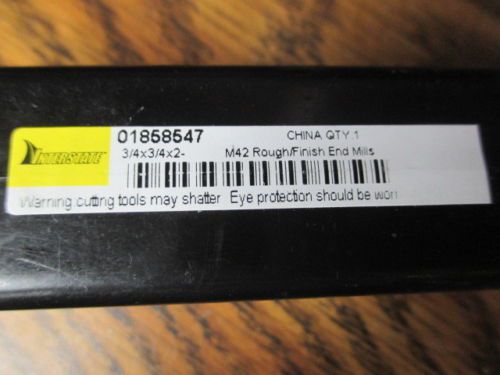 INTERSTATE
01858547 CHINA QTY.1
3/4x3/4x2- M42 Rough/Finish End Mills
Warning cutting tools may shatter Eye protection should be worn